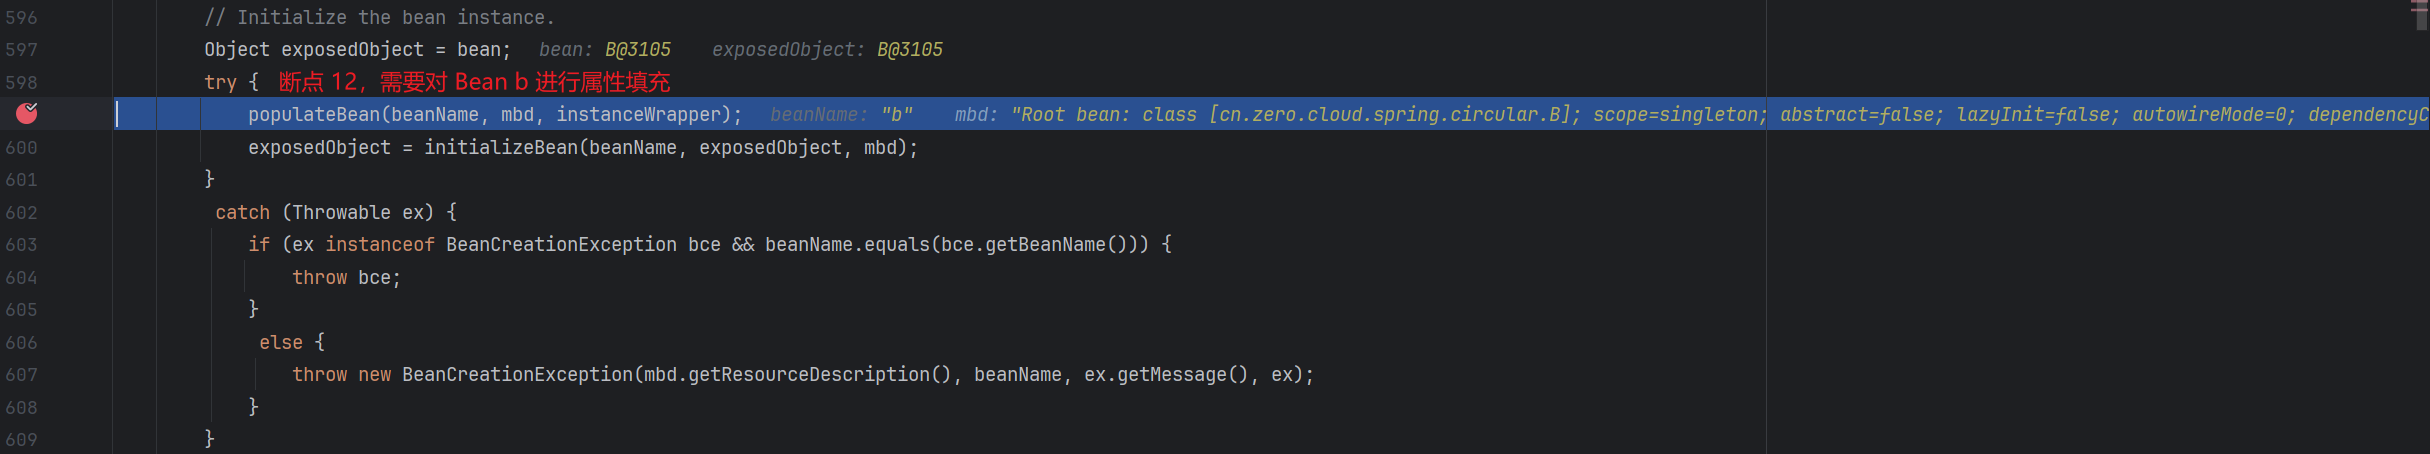 596 // Initialize the bean instance.
597 Object exposedObject = bean; bean: B@3105 exposedObject: B@3105
598 try { 断点 12，需要对 Bean b 进行属性填充
populateBean(beanName, mbd, instanceWrapper); beanName: "b" mbd: "Root bean: class [cn.zero.cloud.spring.circular.B]; scope=singleton; abstract=false; lazyInit=false; autowireMode=0; dependencyC
600 exposedObject = initializeBean(beanName, exposedObject, mbd);
601 }
602 catch (Throwable ex) {
603 if (ex instanceof BeanCreationException bce && beanName.equals(bce.getBeanName())) {
604 throw bce;
605 }
606 else {
607 throw new BeanCreationException(mbd.getResourceDescription(), beanName, ex.getMessage(), ex);
608 }
609 }